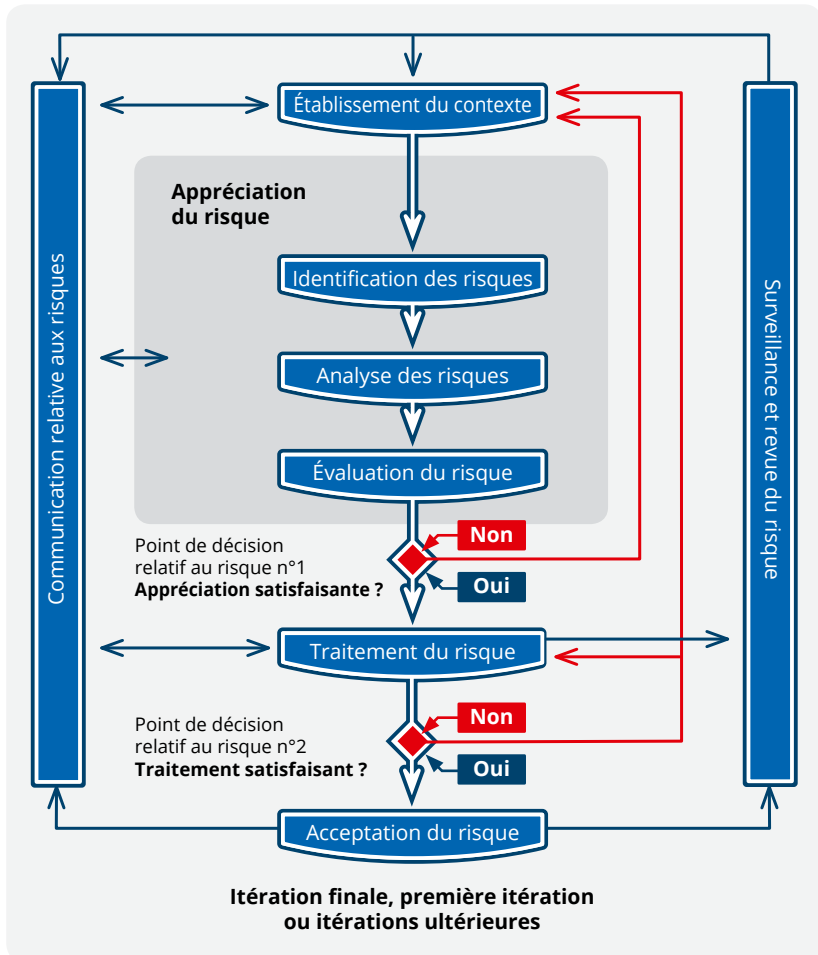 Établissement du contexte
Appréciation
du risque
Identification des risques
Analyse des risques
Évaluation du risque
Communication relative aux risques
Surveillance et revue du risque
Point de décision
relatif au risque n°1
Appréciation satisfaisante ?
Non
Oui
Traitement du risque
Point de décision
relatif au risque n°2
Traitement satisfaisant ?
Non
Oui
Acceptation du risque
Itération finale, première itération
ou itérations ultérieures